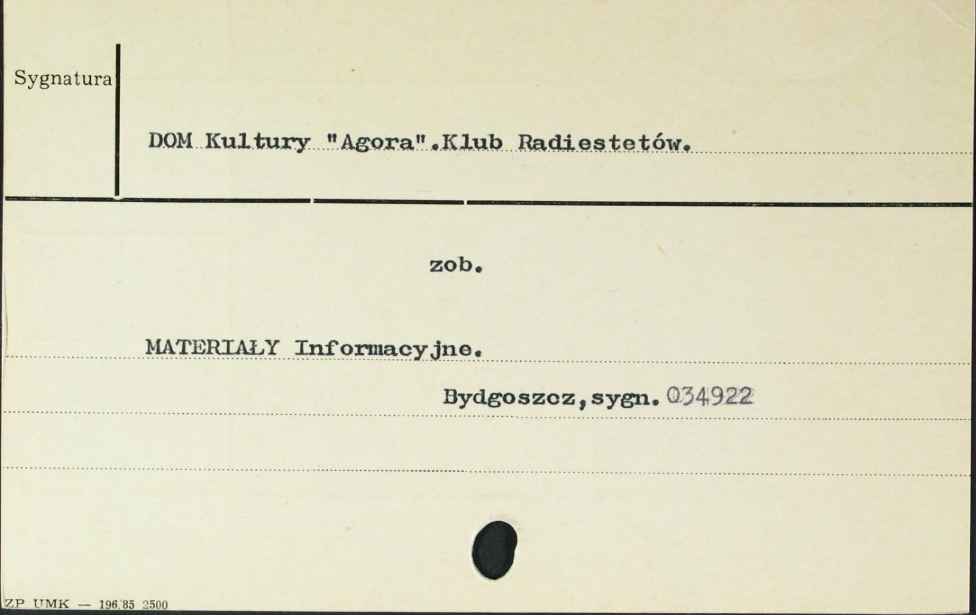 Sygnatura
DOM Kultury "Agora".Klub Radiestetów.
zob.
MATERIAŁY Informacyjne.
Bydgoszcz,sygn. 034922
ZP UMK — 196/85 2500